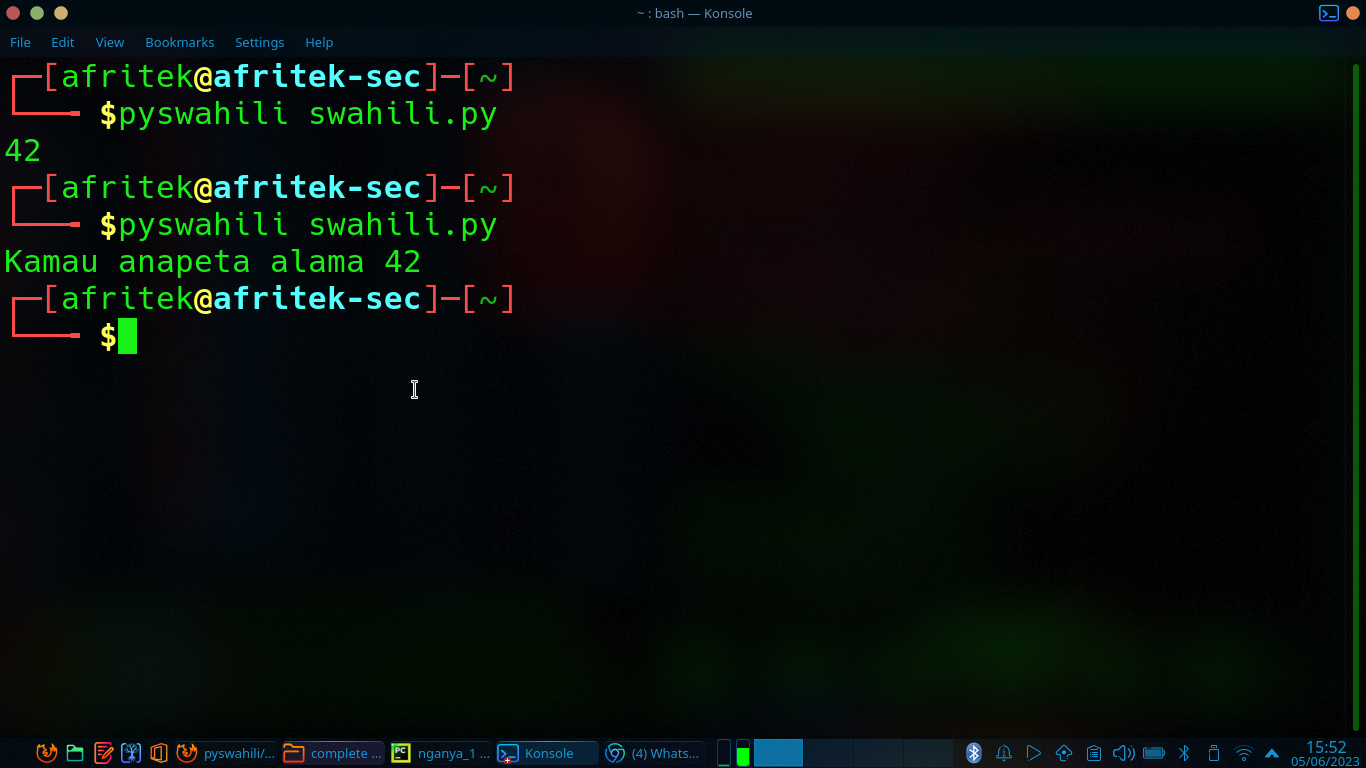 ~ : bash — Konsole
File Edit View Bookmarks Settings Help
┌─[afritek@afritek-sec]─[~]
└──╼ $pyswahili swahili.py
42
┌─[afritek@afritek-sec]─[~]
└──╼ $pyswahili swahili.py
Kamau anapeta alama 42
┌─[afritek@afritek-sec]─[~]
└──╼ $
pyswahili/... complete ... PC nganya_1 ... Konsole (4) Whats... 15:52
05/06/2023